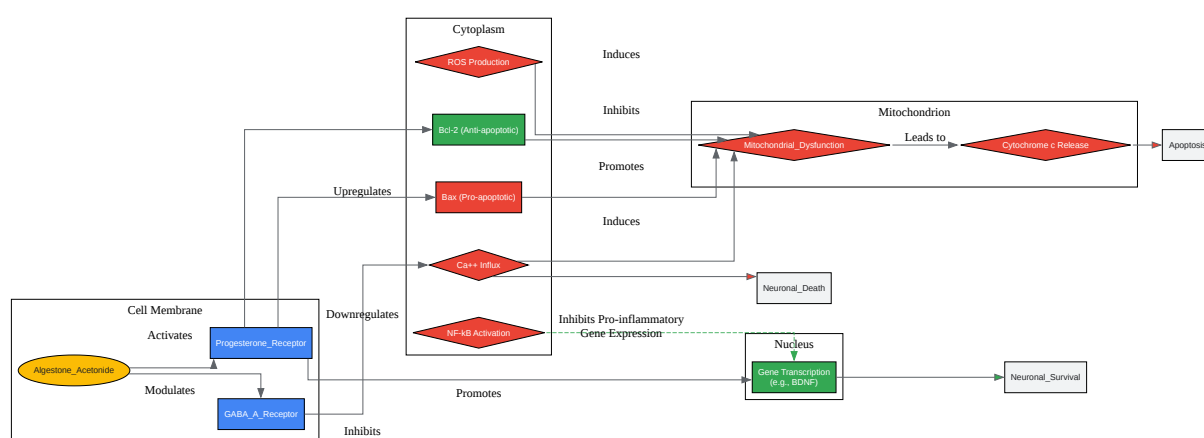 Cytoplasm
ROS Production
Induces
Bcl-2 (Anti-apoptotic)
Inhibits
Mitochondrion
Mitochondrial_Dysfunction
Leads to
Cytochrome c Release
Apoptosis
Promotes
Upregulates
Bax (Pro-apoptotic)
Induces
Ca++ Influx
Neuronal_Death
Cell Membrane
Downregulates
Activates
Progesterone_Receptor
NF-kB Activation
Inhibits Pro-inflammatory
Gene Expression
Nucleus
Algestone_Acetonide
Gene Transcription
(e.g., BDNF)
Neuronal_Survival
Modulates
Promotes
GABA_A_Receptor
Inhibits